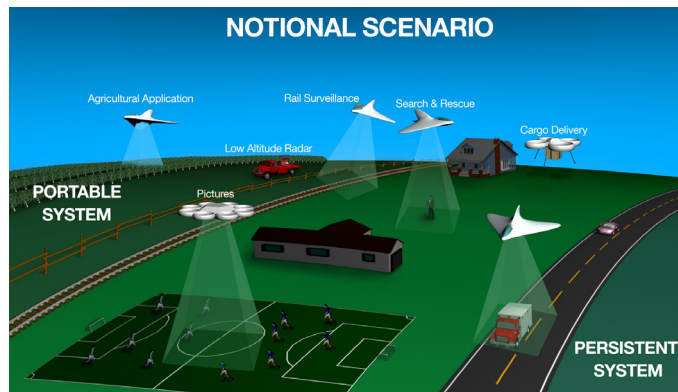 NOTIONAL SCENARIO
Agricultural Application
Rail Surveillance
Search & Rescue
Cargo Delivery
Low Altitude Radar
PORTABLE
SYSTEM
Pictures
PERSISTENT
SYSTEM